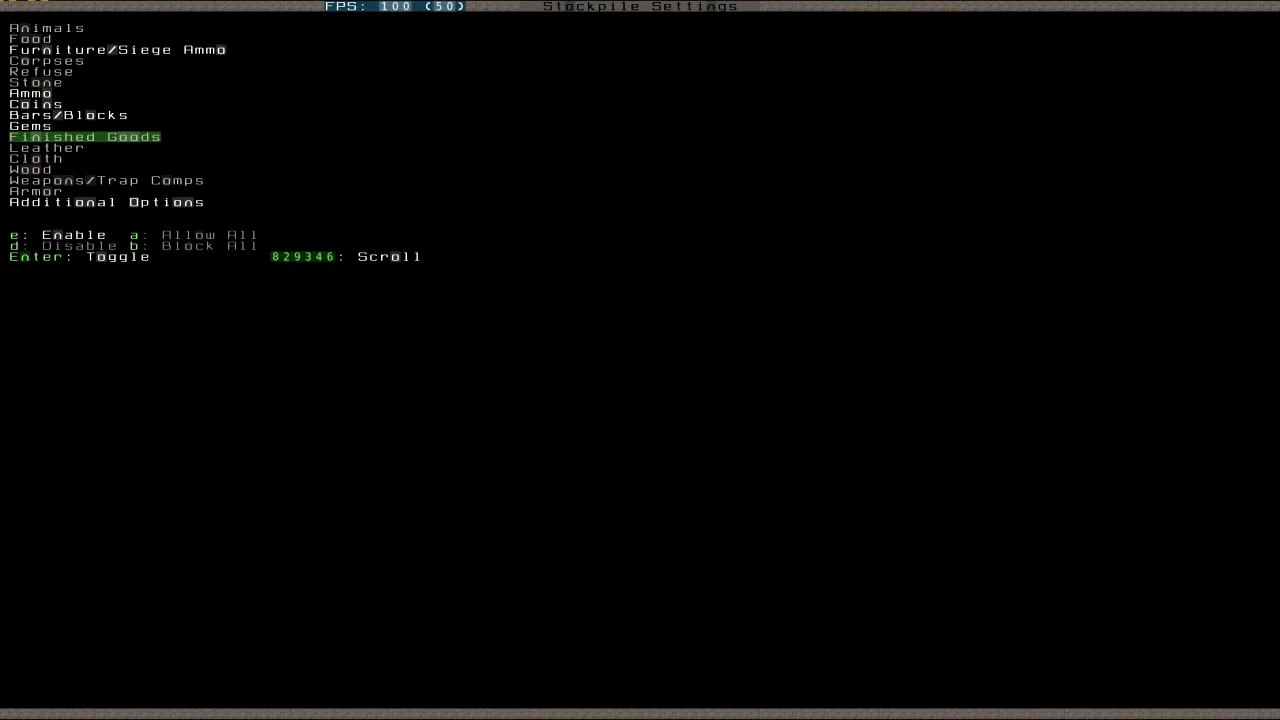 FPS: 100 (50) Stockpile Settings
Animals
Food
Furniture/Siege Ammo
Corpses
Refuse
Stone
Ammo
Coins
Bars/Blocks
Gems
Finished Goods
Leather
Cloth
Wood
Weapons/Trap Comps
Armor
Additional Options
e: Enable a: Allow All
d: Disable b: Block All
Enter: Toggle 829346: Scroll